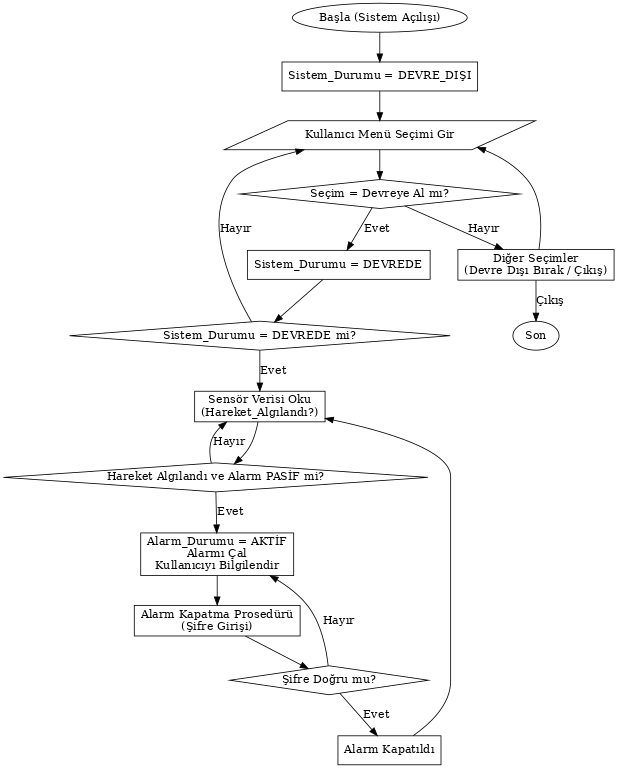 Başla (Sistem Açılışı)
Sistem_Durumu = DEVRE_DIŞI
Kullanıcı Menü Seçimi Gir
Seçim = Devreye Al mı?
Hayır
Evet
Hayır
Sistem_Durumu = DEVREDE
Diğer Seçimler
(Devre Dışı Bırak / Çıkış)
Çıkış
Son
Sistem_Durumu = DEVREDE mi?
Evet
Sensör Verisi Oku
(Hareket_Algılandı?)
Hayır
Hareket Algılandı ve Alarm PASİF mi?
Evet
Alarm_Durumu = AKTİF
Alarmı Çal
Kullanıcıyı Bilgilendir
Alarm Kapatma Prosedürü
(Şifre Girişi)
Hayır
Şifre Doğru mu?
Evet
Alarm Kapatıldı